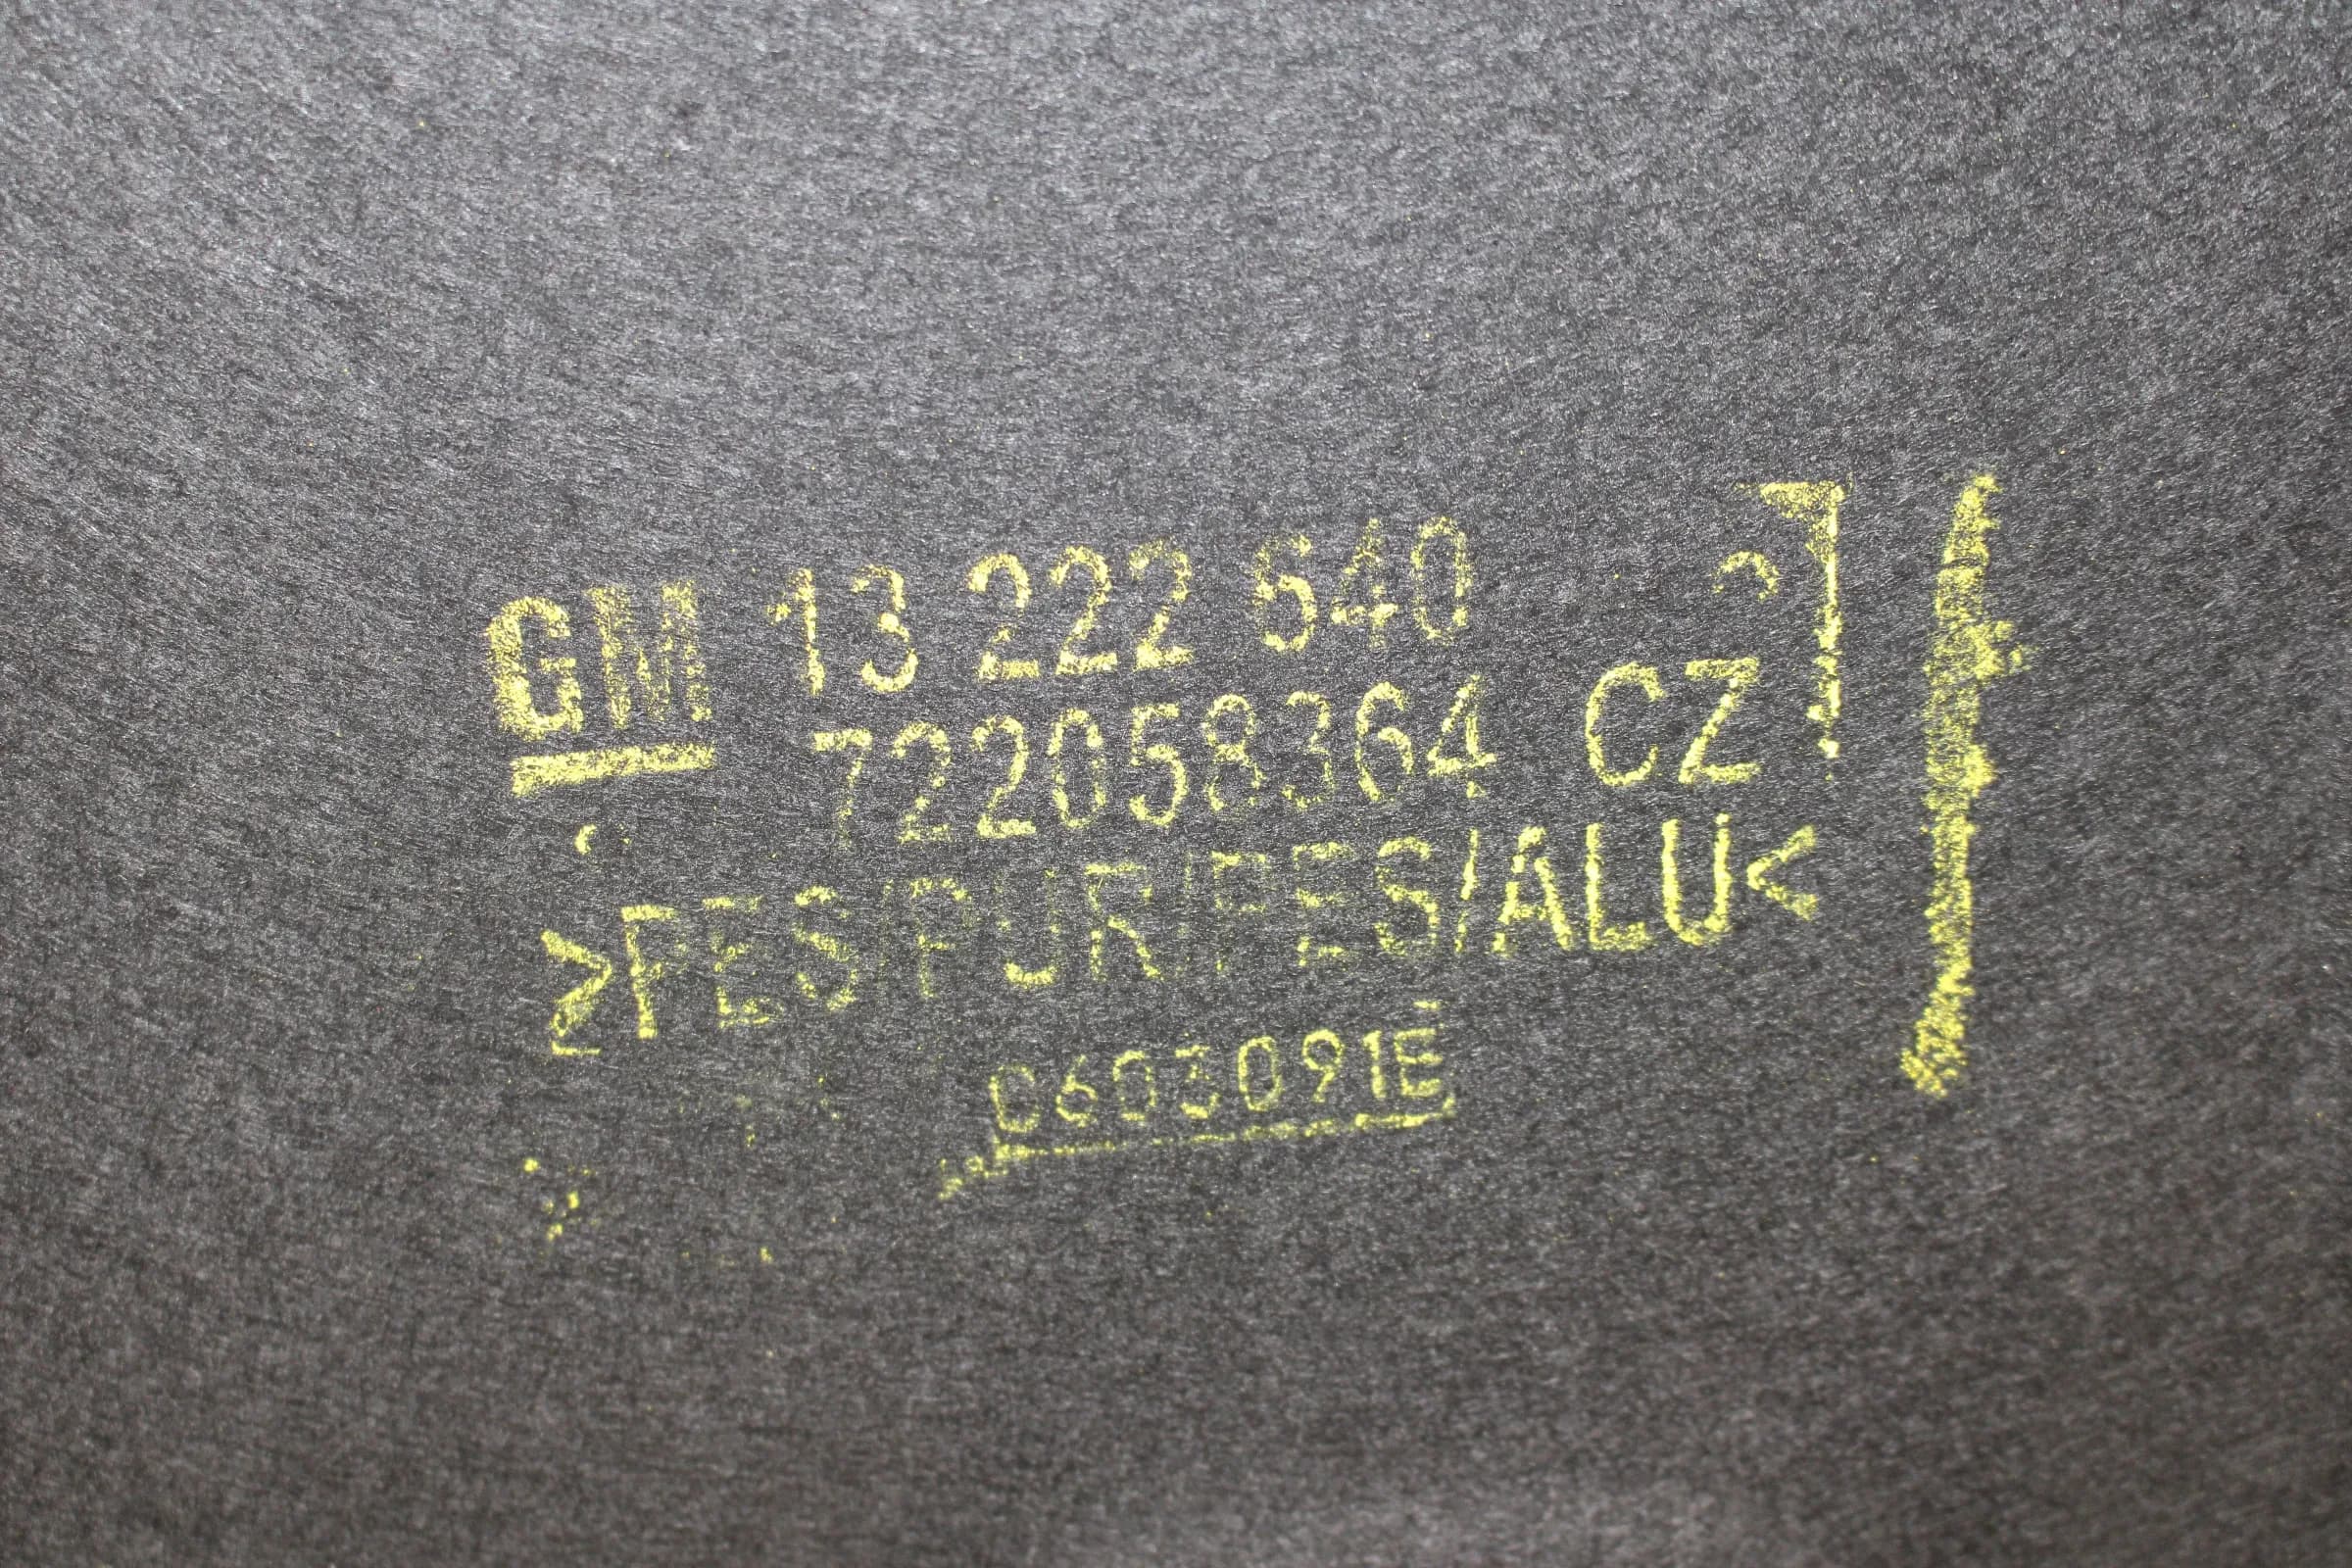 GM 13 222 640
722058364 CZ
>PES/PUR/PES/ALU<
0603091E